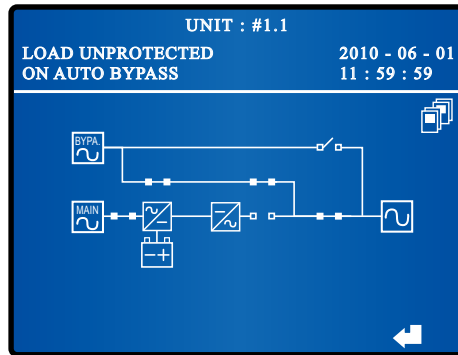 UNIT : #1.1
LOAD UNPROTECTED
2010 - 06 - 01
ON AUTO BYPASS
11 : 59 : 59
BYPA.
MAIN